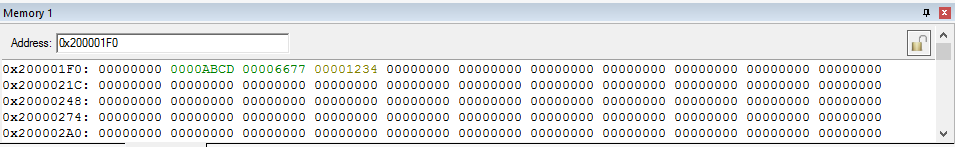 Memory 1
Address: 0x200001F0
0x200001F0: 00000000 0000ABCD 00006677 00001234 00000000 00000000 00000000 00000000 00000000 00000000 00000000
0x2000021C: 00000000 00000000 00000000 00000000 00000000 00000000 00000000 00000000 00000000 00000000 00000000
0x20000248: 00000000 00000000 00000000 00000000 00000000 00000000 00000000 00000000 00000000 00000000 00000000
0x20000274: 00000000 00000000 00000000 00000000 00000000 00000000 00000000 00000000 00000000 00000000 00000000
0x200002A0: 00000000 00000000 00000000 00000000 00000000 00000000 00000000 00000000 00000000 00000000 00000000